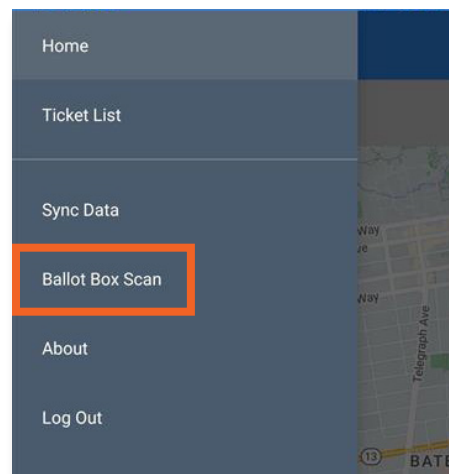 Home
Ticket List
Sync Data
Way
Ballot Box Scan
Way
About
Telegraph Ave
Log Out
13
BATE